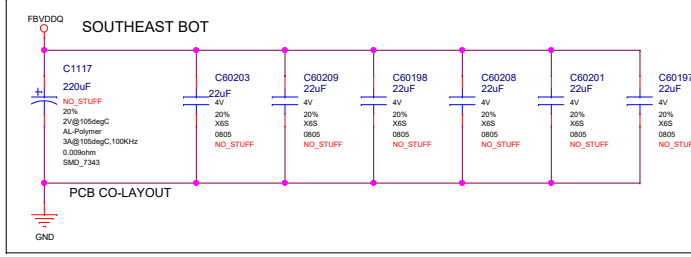 FBVDDQ
SOUTHEAST BOT
C1117
220uF
NO_STUFF
20%
2V@105degC
AL-Polymer
3A@105degC,100KHz
0.009ohm
SMD_7343
C60203
22uF
4V
20%
X6S
0805
NO_STUFF
C60209
22uF
4V
20%
X6S
0805
NO_STUFF
C60198
22uF
4V
20%
X6S
0805
NO_STUFF
C60208
22uF
4V
20%
X6S
0805
NO_STUFF
C60201
22uF
4V
20%
X6S
0805
NO_STUFF
C60197
22uF
4V
20%
X6S
0805
NO_STUF
PCB CO-LAYOUT
GND